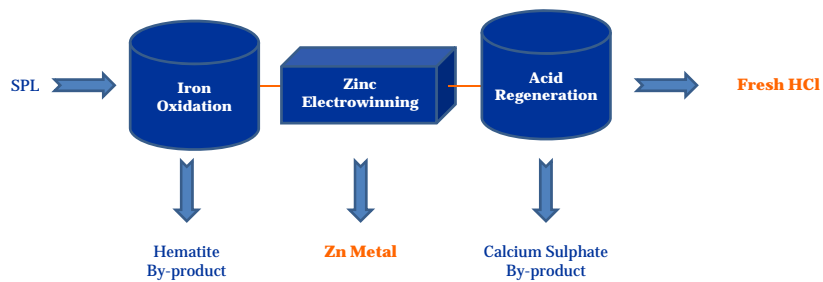 SPL
Iron
Oxidation
Zinc
Electrowinning
Acid
Regeneration
Fresh HCl
Hematite
By-product
Zn Metal
Calcium Sulphate
By-product